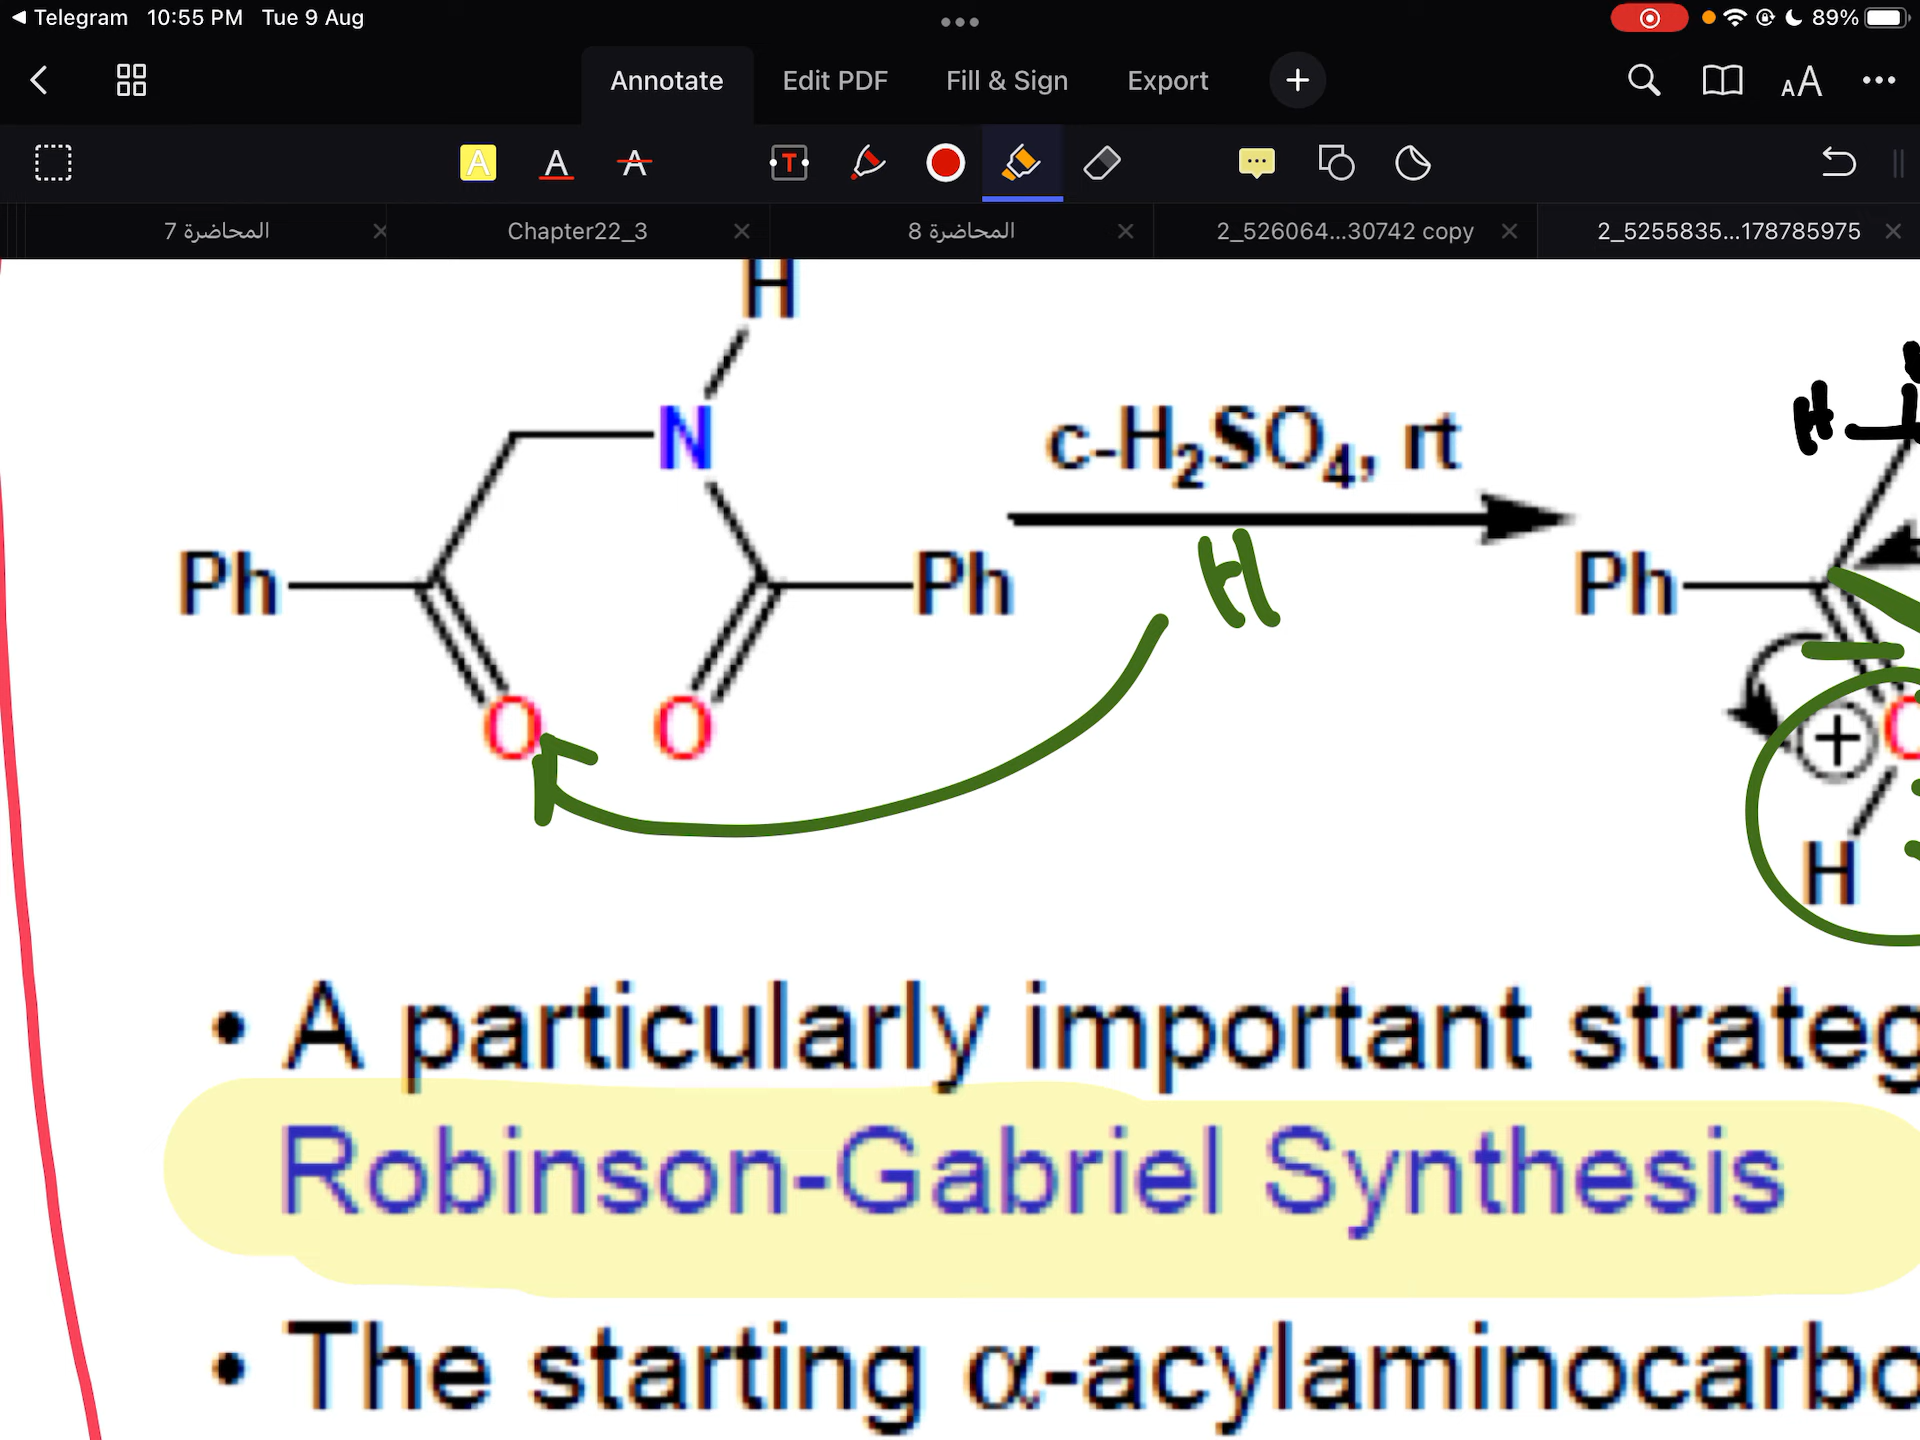 Telegram 10:55 PM Tue 9 Aug 89%
Annotate Edit PDF Fill & Sign Export
AA
A A A T
المحاضرة 7 Chapter22_3 المحاضرة 8 2_526064...30742 copy 2_5255835...178785975
H
H
N c-H₂SO₄, rt
H
Ph Ph Ph
O O + O
H
• A particularly important strateg
Robinson-Gabriel Synthesis
• The starting α-acylaminocarbo